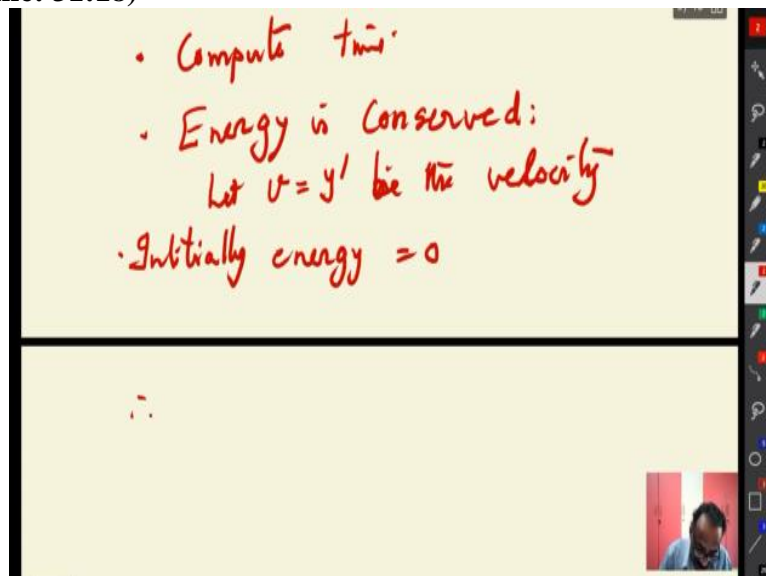 • Compute time.
• Energy is Conserved:
Let v = y' be the velocity
• Initially energy = 0
∴